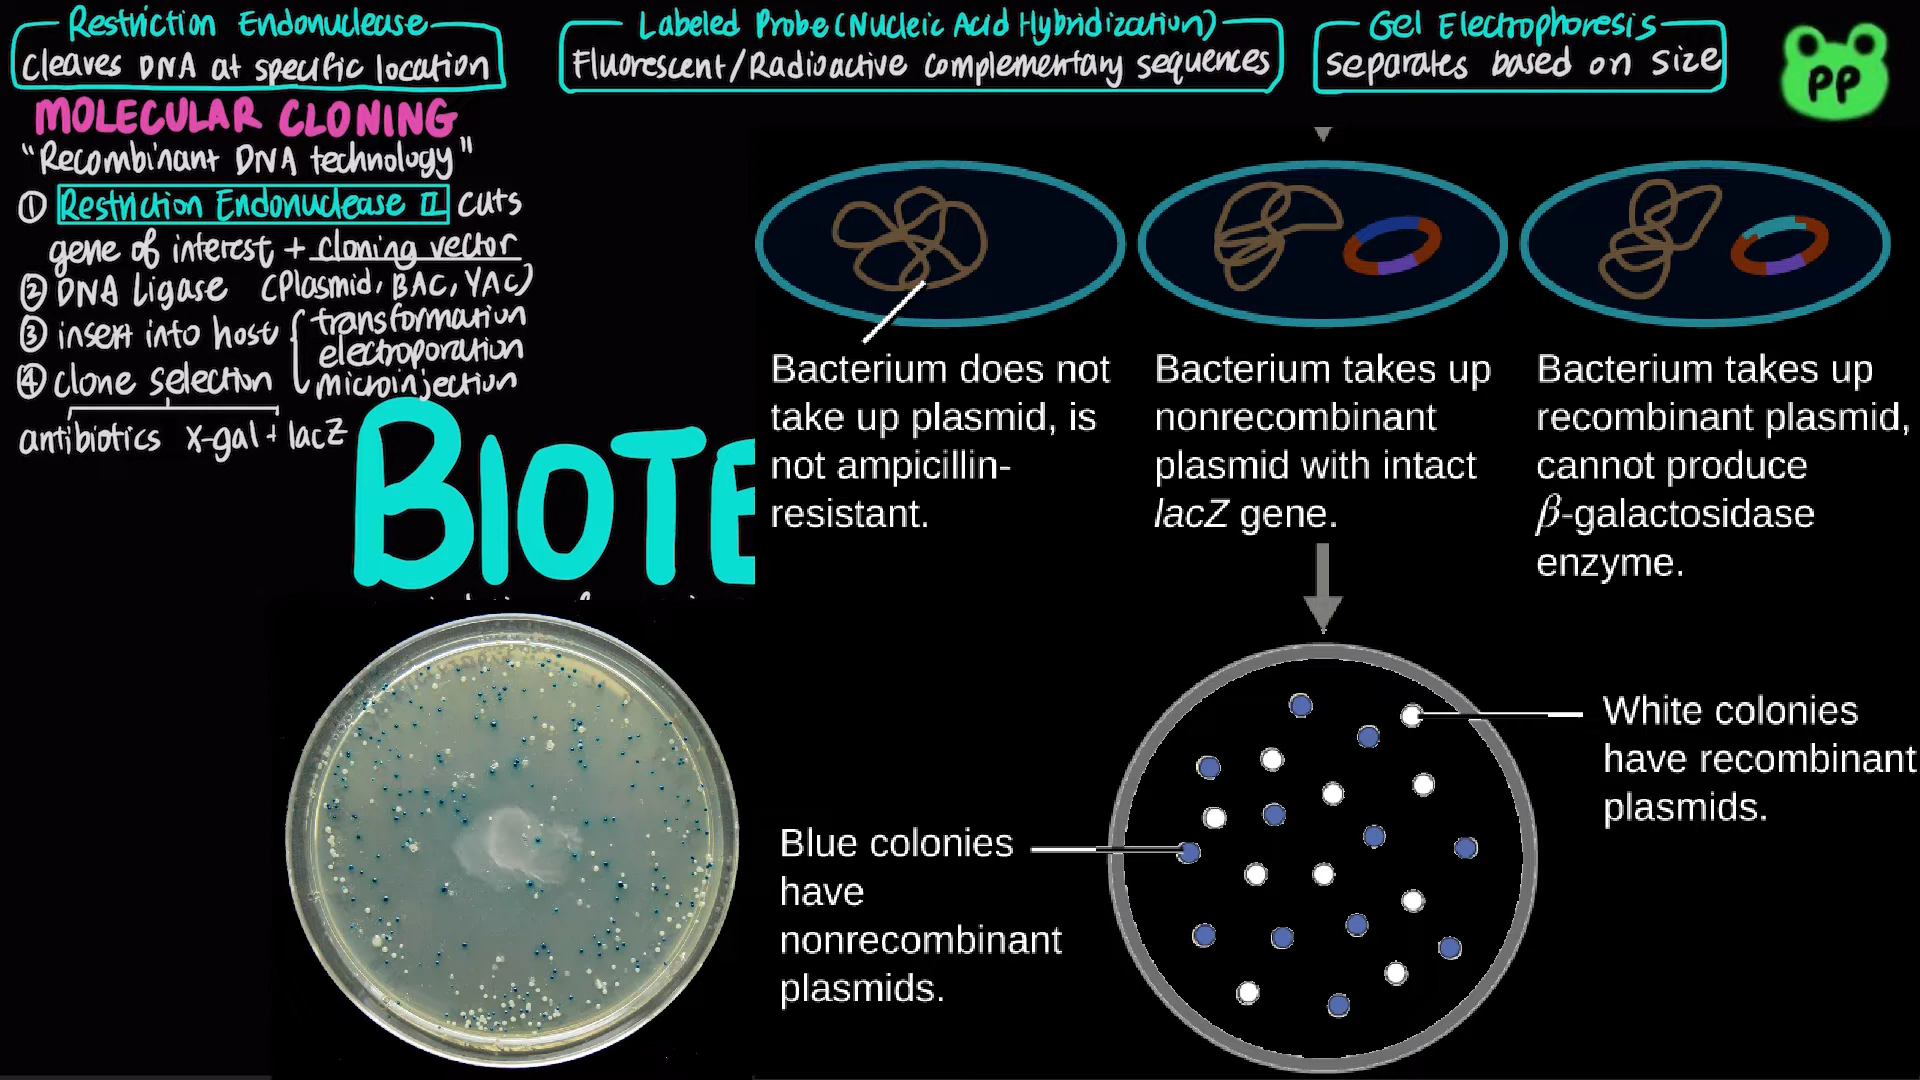 Restriction Endonuclease
Cleaves DNA at specific location
Labeled Probe (Nucleic Acid Hybridization)
Fluorescent/Radioactive complementary sequences
Gel Electrophoresis
separates based on size
PP
MOLECULAR CLONING
"Recombinant DNA technology"
① Restriction Endonuclease II cuts
gene of interest + cloning vector
② DNA Ligase (Plasmid, BAC, YAC)
③ insert into host { transformation
electroporation
microinjection
④ clone selection
antibiotics x-gal + lacZ
BIOTE
Bacterium does not
take up plasmid, is
not ampicillin-
resistant.
Bacterium takes up
nonrecombinant
plasmid with intact
lacZ gene.
Bacterium takes up
recombinant plasmid,
cannot produce
β-galactosidase
enzyme.
White colonies
have recombinant
plasmids.
Blue colonies
have
nonrecombinant
plasmids.